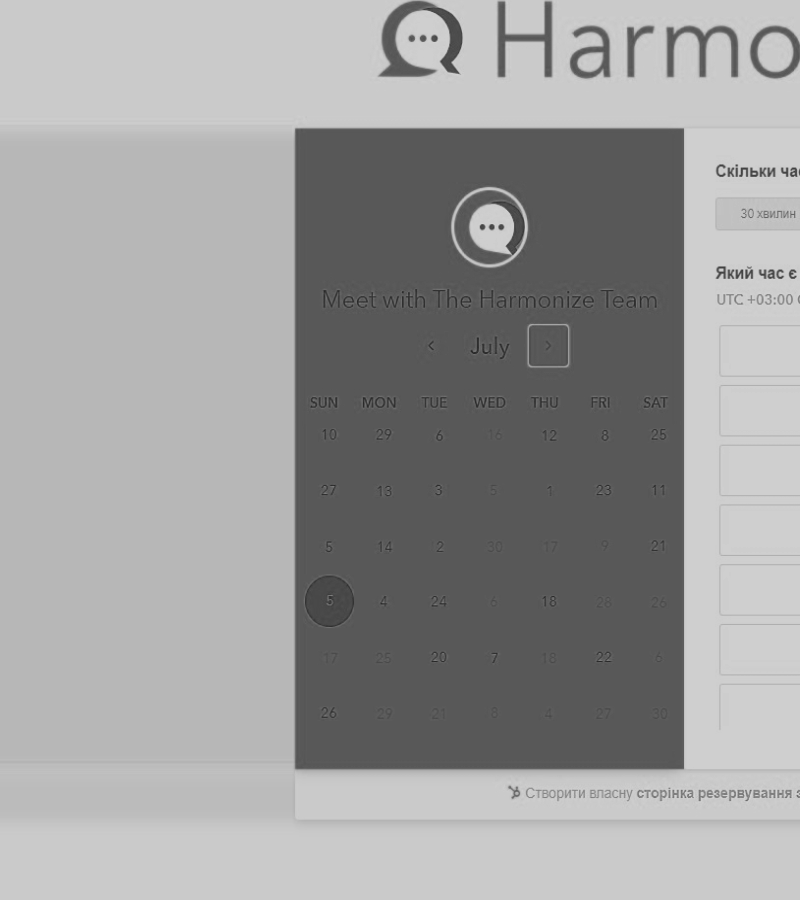 Harmo
Скільки ча
30 хвилин
Який час є
UTC +03:00
Meet with The Harmonize Team
July
SUN MON TUE WED THU FRI SAT
10 29 6 16 12 8 25
27 13 3 5 1 23 11
5 14 2 30 17 9 21
5 4 24 6 18 28 26
17 25 20 7 18 22 6
26 29 21 8 4 27 30
Створити власну сторінка резервування з